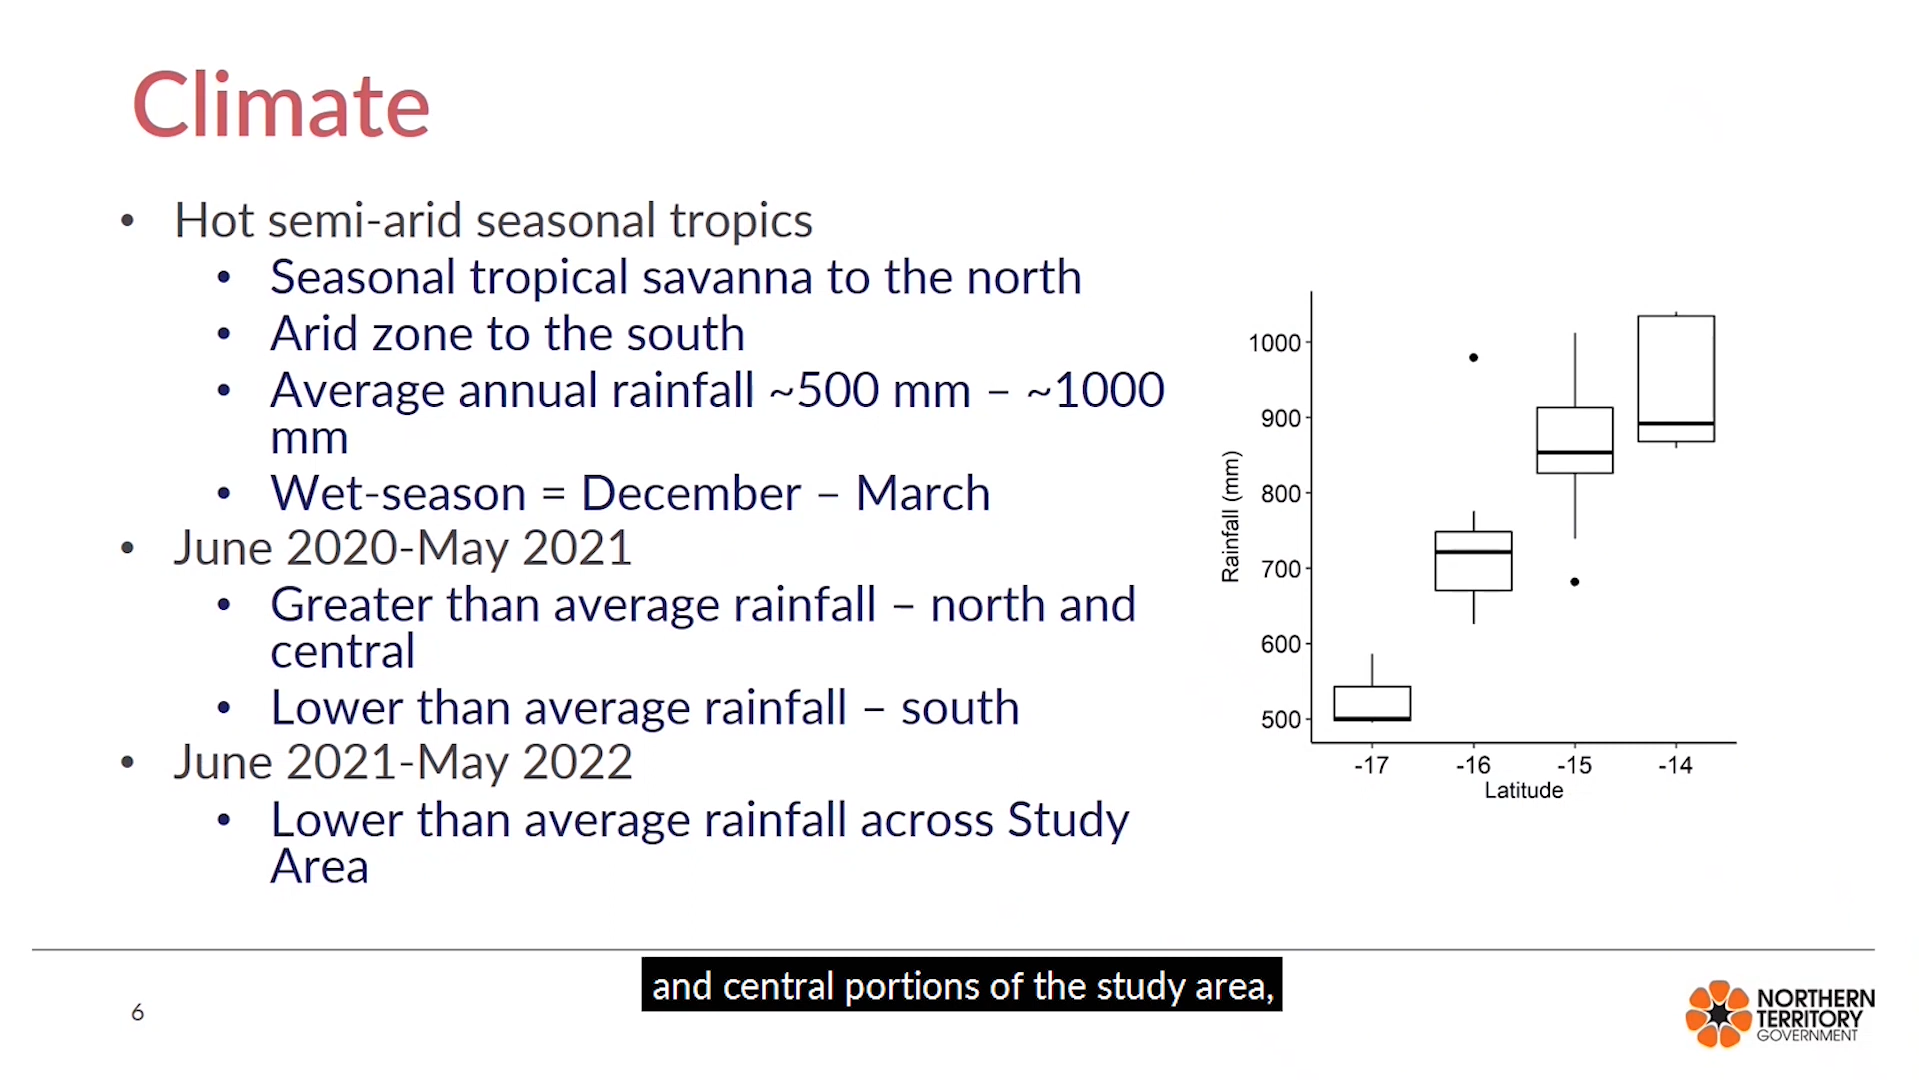 Climate
• Hot semi-arid seasonal tropics
• Seasonal tropical savanna to the north
• Arid zone to the south
• Average annual rainfall ~500 mm – ~1000
mm
• Wet-season = December – March
• June 2020-May 2021
• Greater than average rainfall – north and
central
• Lower than average rainfall – south
• June 2021-May 2022
• Lower than average rainfall across Study
Area
Rainfall (mm)
1000
900
800
700
600
500
-17 -16 -15 -14
Latitude
and central portions of the study area,
6
NORTHERN
TERRITORY
GOVERNMENT